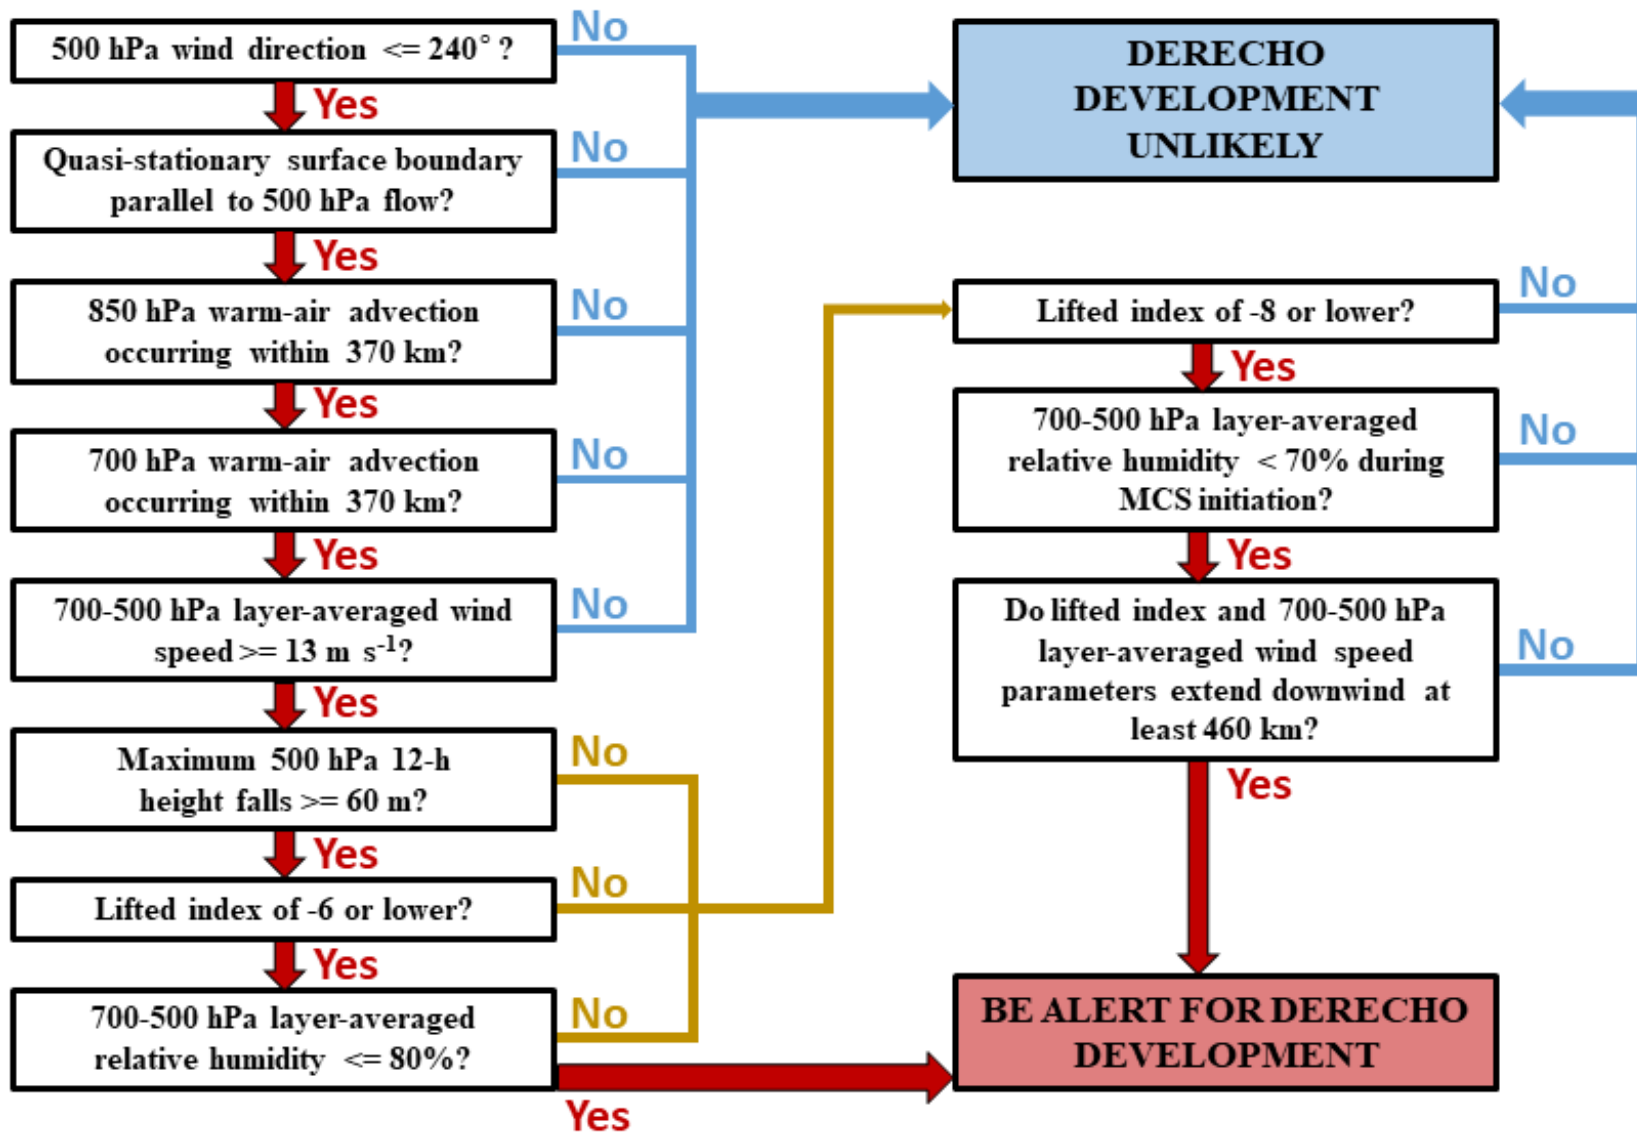 500 hPa wind direction <= 240° ?
No
Yes
Quasi-stationary surface boundary
parallel to 500 hPa flow?
No
Yes
850 hPa warm-air advection
occurring within 370 km?
No
Yes
700 hPa warm-air advection
occurring within 370 km?
No
Yes
700-500 hPa layer-averaged wind
speed >= 13 m s⁻¹?
No
Yes
Maximum 500 hPa 12-h
height falls >= 60 m?
No
Yes
Lifted index of -6 or lower?
No
Yes
700-500 hPa layer-averaged
relative humidity <= 80%?
No
Yes
DERECHO
DEVELOPMENT
UNLIKELY
Lifted index of -8 or lower?
No
Yes
700-500 hPa layer-averaged
relative humidity < 70% during
MCS initiation?
No
Yes
Do lifted index and 700-500 hPa
layer-averaged wind speed
parameters extend downwind at
least 460 km?
No
Yes
BE ALERT FOR DERECHO
DEVELOPMENT